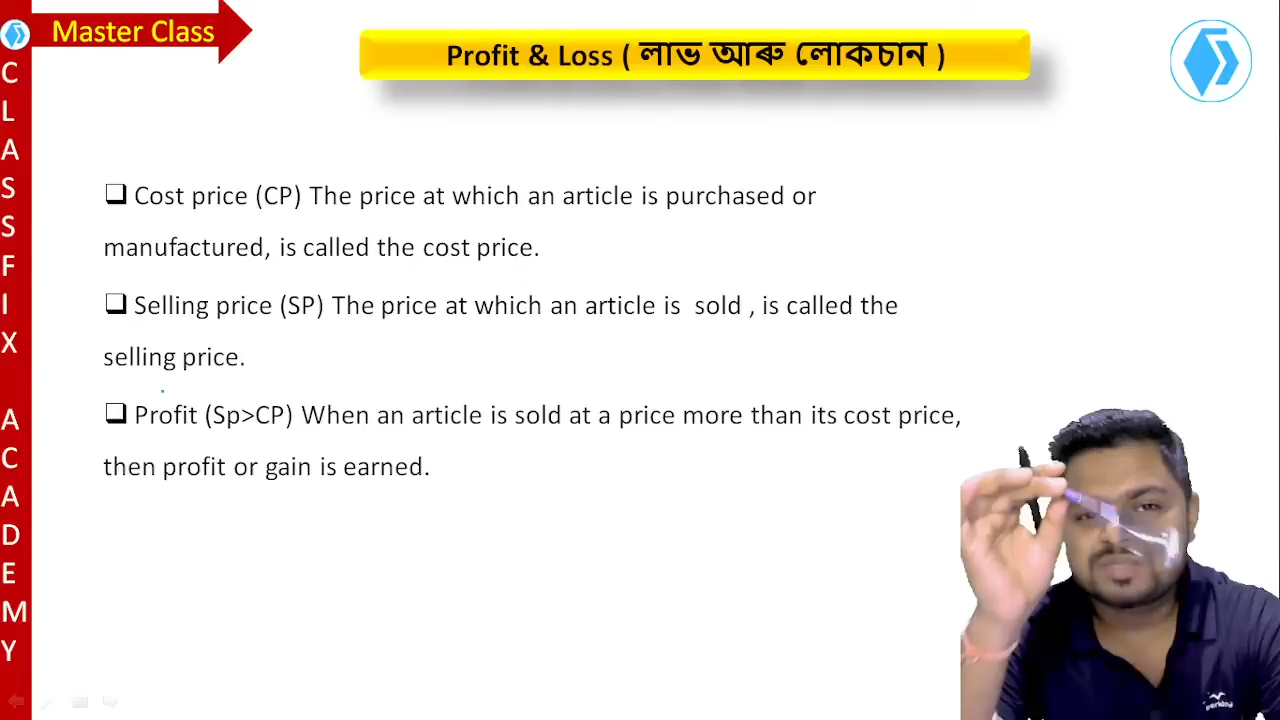 Master Class
Profit & Loss ( লাভ আৰু লোকচান )
CLASSFIX ACADEMY
❑ Cost price (CP) The price at which an article is purchased or
manufactured, is called the cost price.
❑ Selling price (SP) The price at which an article is  sold , is called the
selling price.
❑ Profit (Sp>CP) When an article is sold at a price more than its cost price,
then profit or gain is earned.